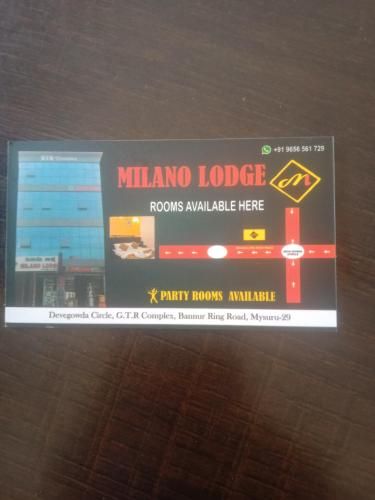 +91 9656 561 729
G.T.R Complex
MILANO LODGE
M
ROOMS AVAILABLE HERE
MILANO LODGE
PARTY ROOMS AVAILABLE
Devegowda Circle, G.T.R Complex, Bannur Ring Road, Mysuru-29